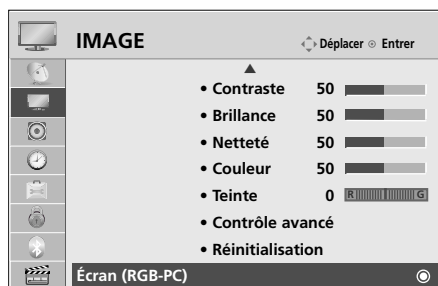 IMAGE
Déplacer Entrer
• Contraste 50
• Brillance 50
• Netteté 50
• Couleur 50
• Teinte 0 R G
• Contrôle avancé
• Réinitialisation
Écran (RGB-PC)